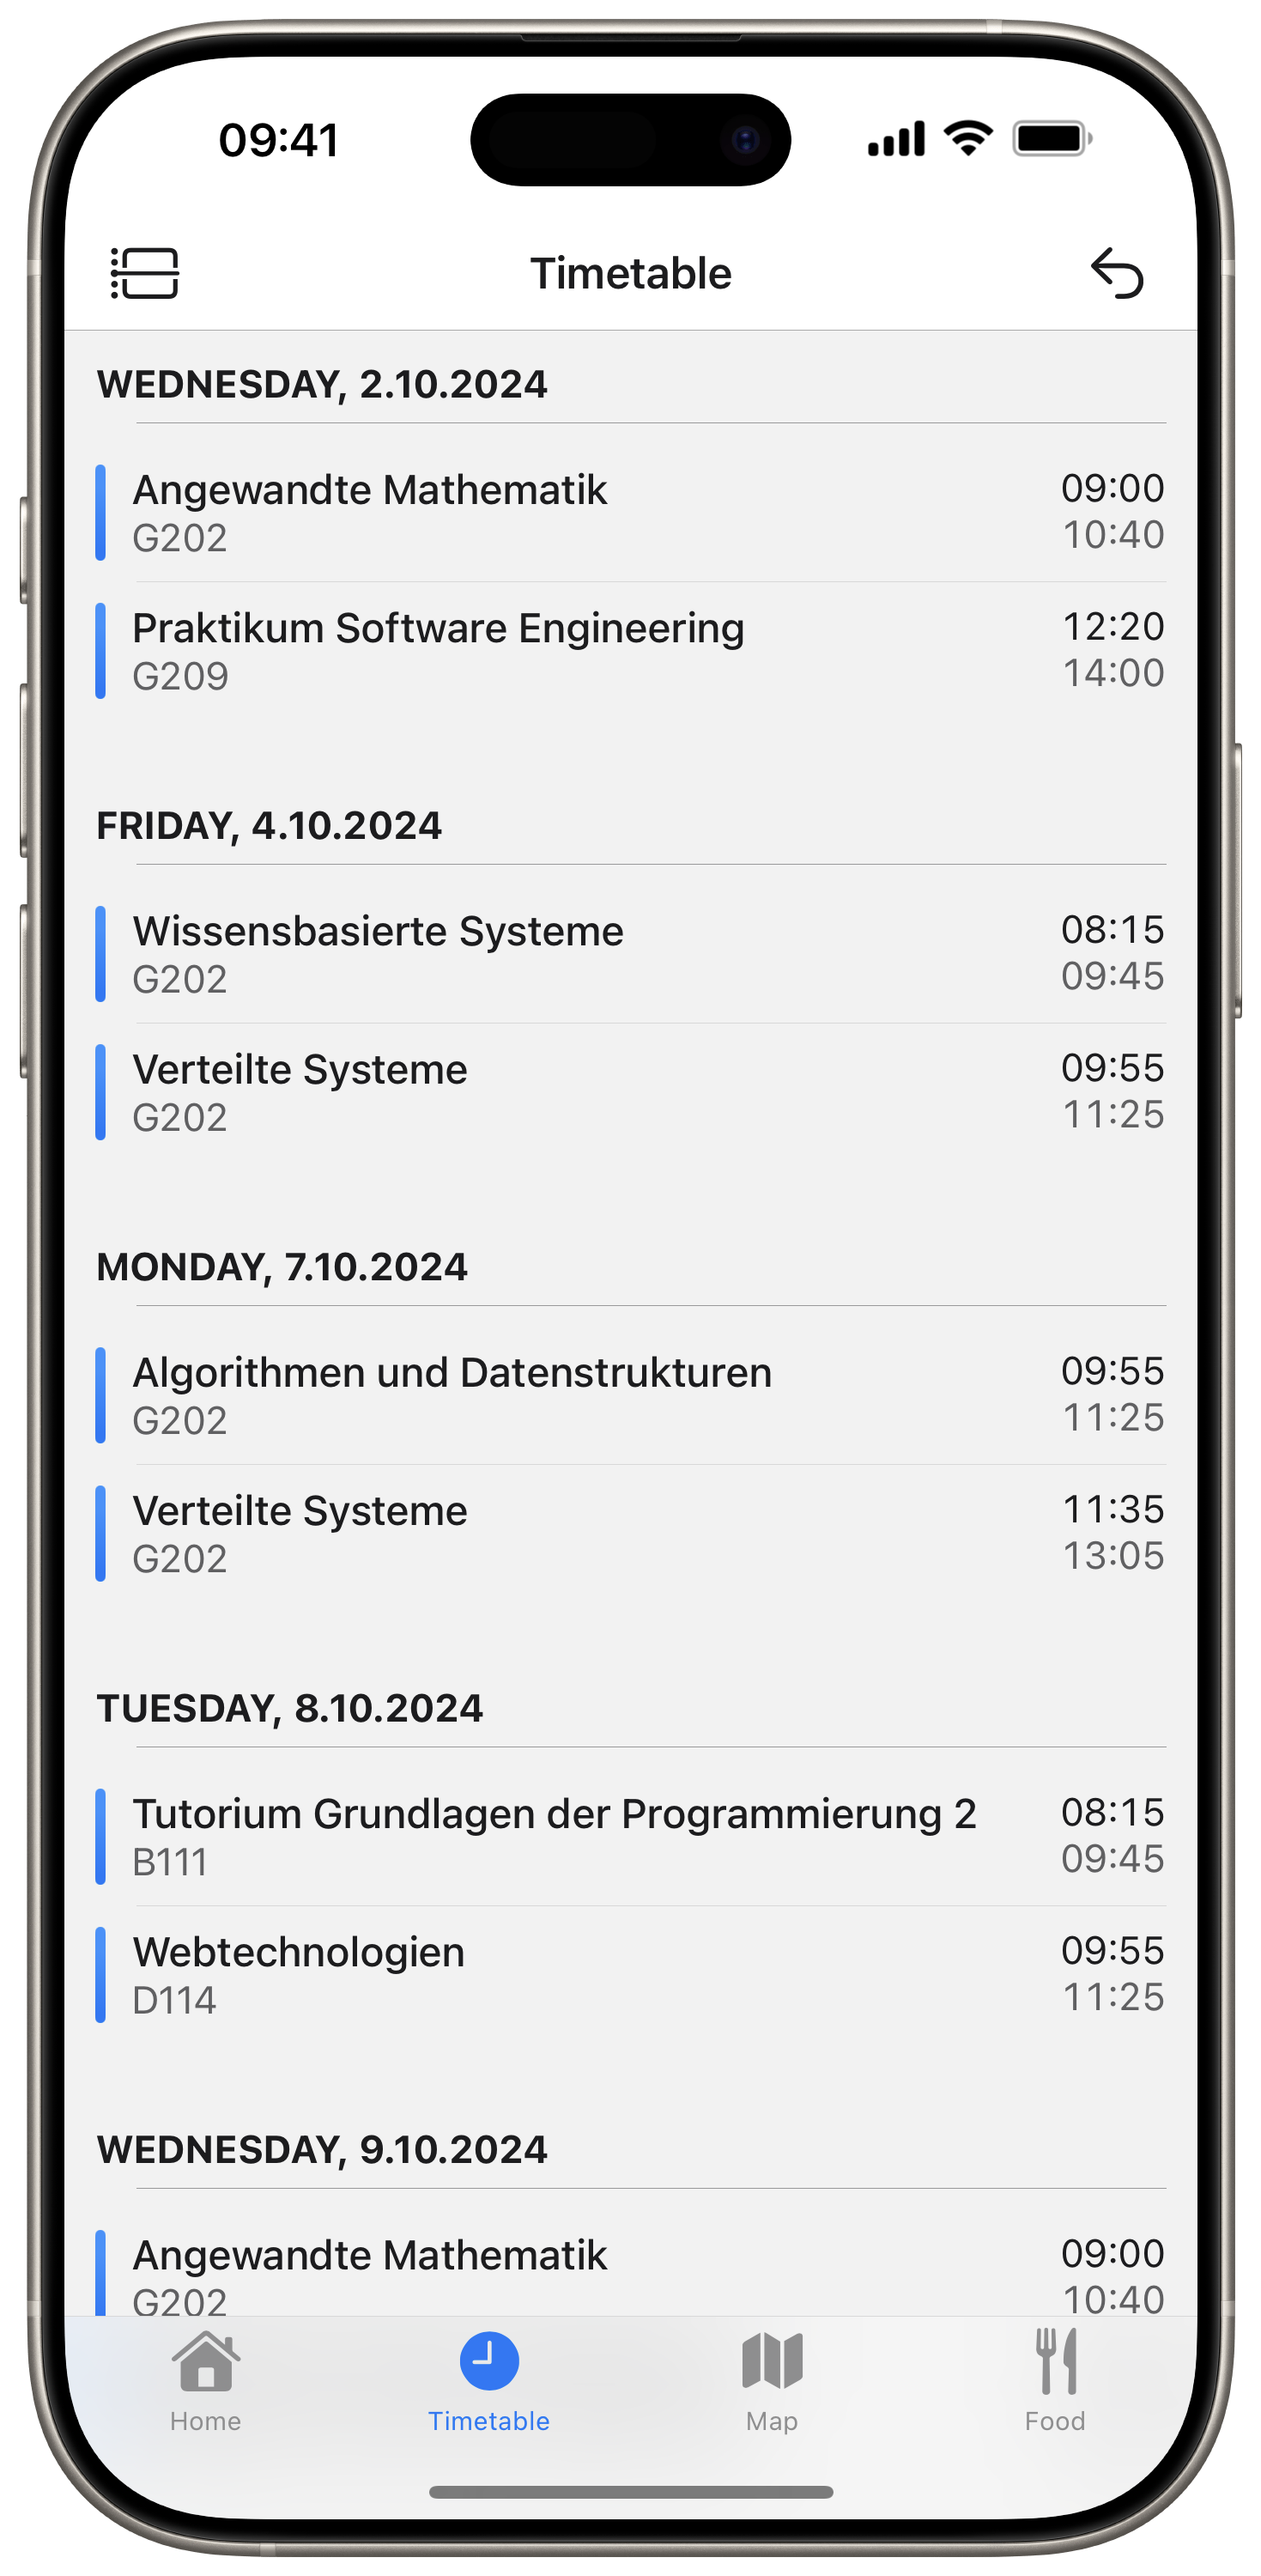 09:41
Timetable
WEDNESDAY, 2.10.2024
Angewandte Mathematik 09:00
G202 10:40
Praktikum Software Engineering 12:20
G209 14:00
FRIDAY, 4.10.2024
Wissensbasierte Systeme 08:15
G202 09:45
Verteilte Systeme 09:55
G202 11:25
MONDAY, 7.10.2024
Algorithmen und Datenstrukturen 09:55
G202 11:25
Verteilte Systeme 11:35
G202 13:05
TUESDAY, 8.10.2024
Tutorium Grundlagen der Programmierung 2 08:15
B111 09:45
Webtechnologien 09:55
D114 11:25
WEDNESDAY, 9.10.2024
Angewandte Mathematik 09:00
G202 10:40
Home Timetable Map Food